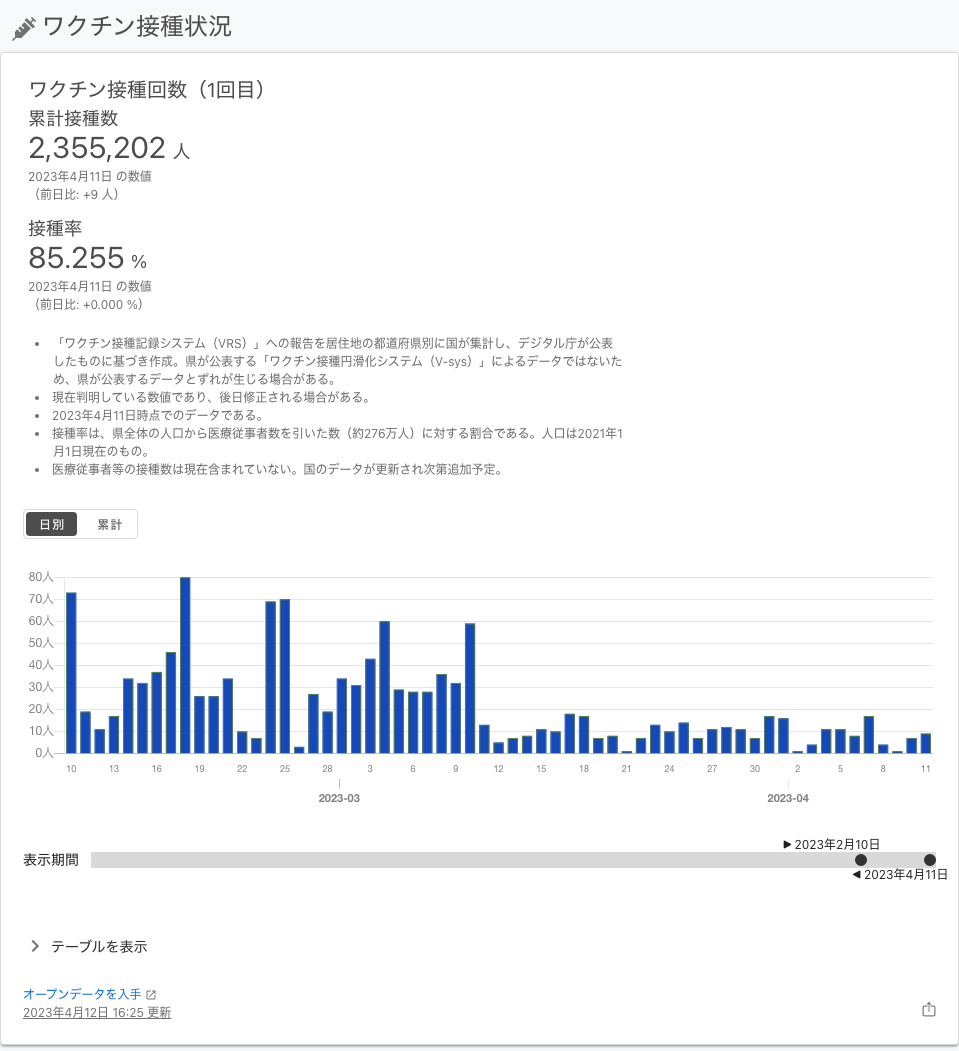 ワクチン接種状況
ワクチン接種回数（1回目）
累計接種数
2,355,202 人
2023年4月11日 の数値
（前日比: +9 人）
接種率
85.255 %
2023年4月11日 の数値
（前日比: +0.000 %）
• 「ワクチン接種記録システム（VRS）」への報告を居住地の都道府県別に国が集計し、デジタル庁が公表
したものに基づき作成。県が公表する「ワクチン接種円滑化システム（V-sys）」によるデータではないた
め、県が公表するデータとずれが生じる場合がある。
• 現在判明している数値であり、後日修正される場合がある。
• 2023年4月11日時点でのデータである。
• 接種率は、県全体の人口から医療従事者数を引いた数（約276万人）に対する割合である。人口は2021年1
月1日現在のもの。
• 医療従事者等の接種数は現在含まれていない。国のデータが更新され次第追加予定。
日別 累計
80人
70人
60人
50人
40人
30人
20人
10人
0人
10 13 16 19 22 25 28 3 6 9 12 15 18 21 24 27 30 2 5 8 11
2023-03 2023-04
▶ 2023年2月10日
表示期間
◀ 2023年4月11日
テーブルを表示
オープンデータを入手
2023年4月12日 16:25 更新